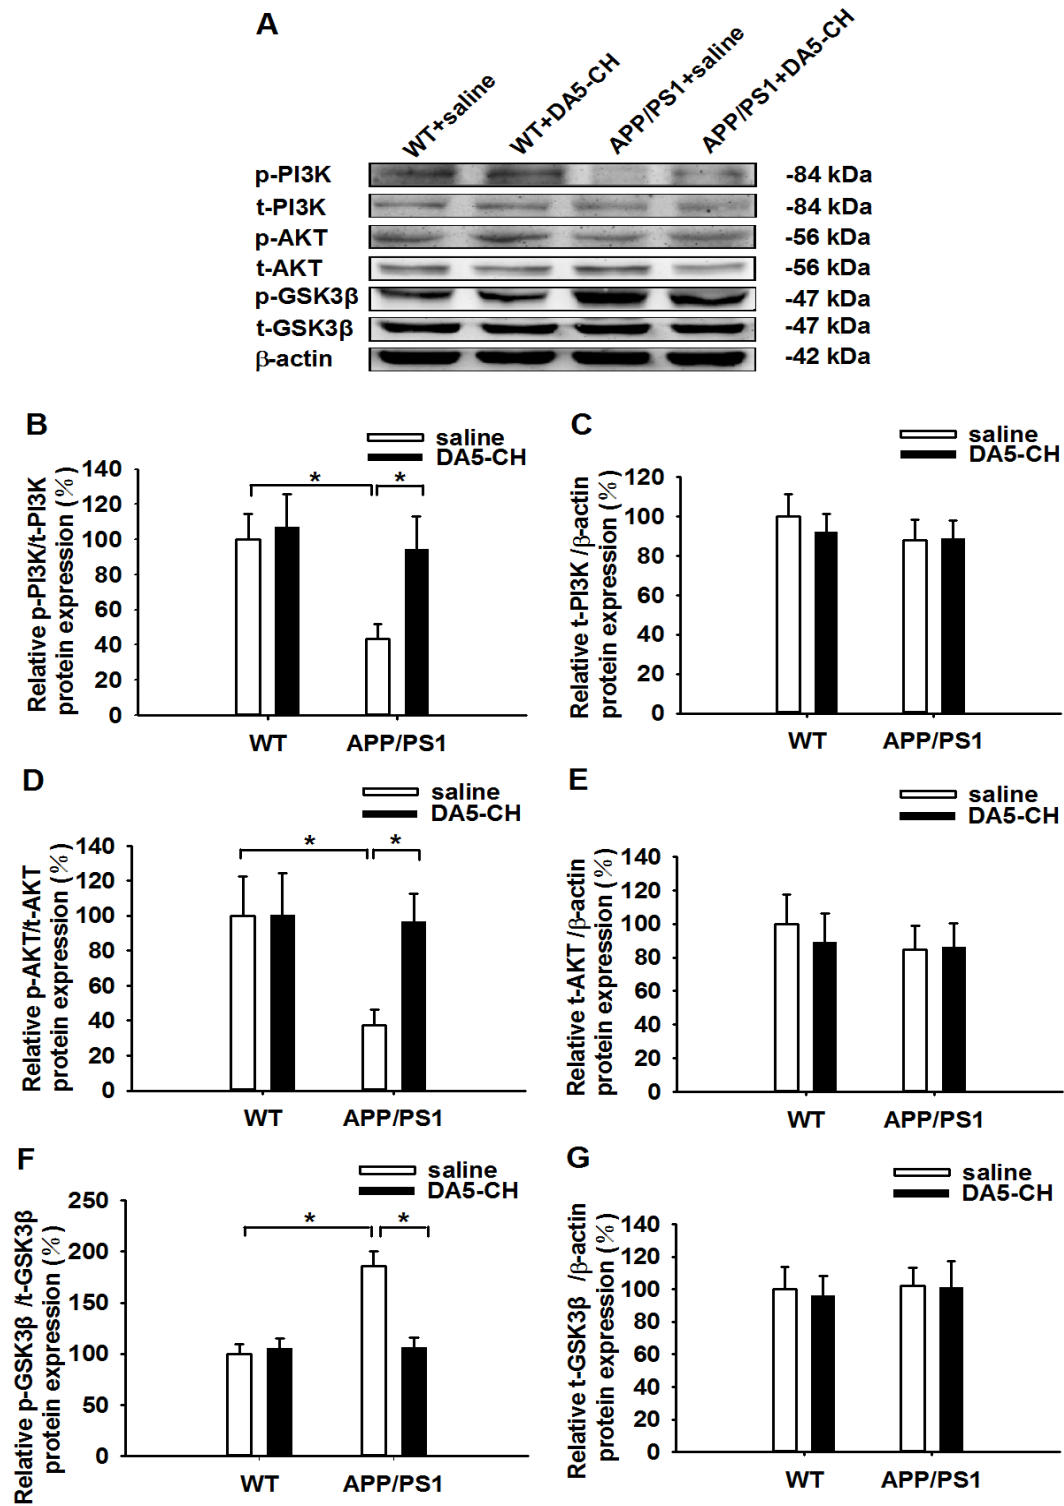 A
WT+saline
WT+DA5-CH
APP/PS1+saline
APP/PS1+DA5-CH
p-PI3K -84 kDa
t-PI3K -84 kDa
p-AKT -56 kDa
t-AKT -56 kDa
p-GSK3β -47 kDa
t-GSK3β -47 kDa
β-actin -42 kDa
B
saline
DA5-CH
Relative p-PI3K/t-PI3K
protein expression (%)
140
120
100
80
60
40
20
0
* *
WT APP/PS1
C
saline
DA5-CH
Relative t-PI3K /β-actin
protein expression (%)
120
100
80
60
40
20
0
WT APP/PS1
D
saline
DA5-CH
Relative p-AKT/t-AKT
protein expression (%)
140
120
100
80
60
40
20
0
* *
WT APP/PS1
E
saline
DA5-CH
Relative t-AKT /β-actin
protein expression (%)
140
120
100
80
60
40
20
0
WT APP/PS1
F
saline
DA5-CH
Relative p-GSK3β /t-GSK3β
protein expression (%)
250
200
150
100
50
0
* *
WT APP/PS1
G
saline
DA5-CH
Relative t-GSK3β /β-actin
protein expression (%)
140
120
100
80
60
40
20
0
WT APP/PS1